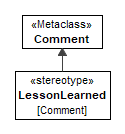 «Metaclass»
Comment
«stereotype»
LessonLearned
[Comment]